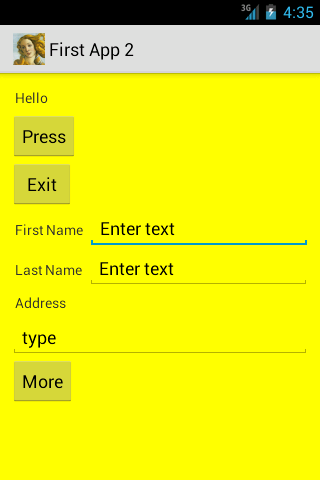 3G 4:35
First App 2
Hello
Press
Exit
First Name Enter text
Last Name Enter text
Address
type
More